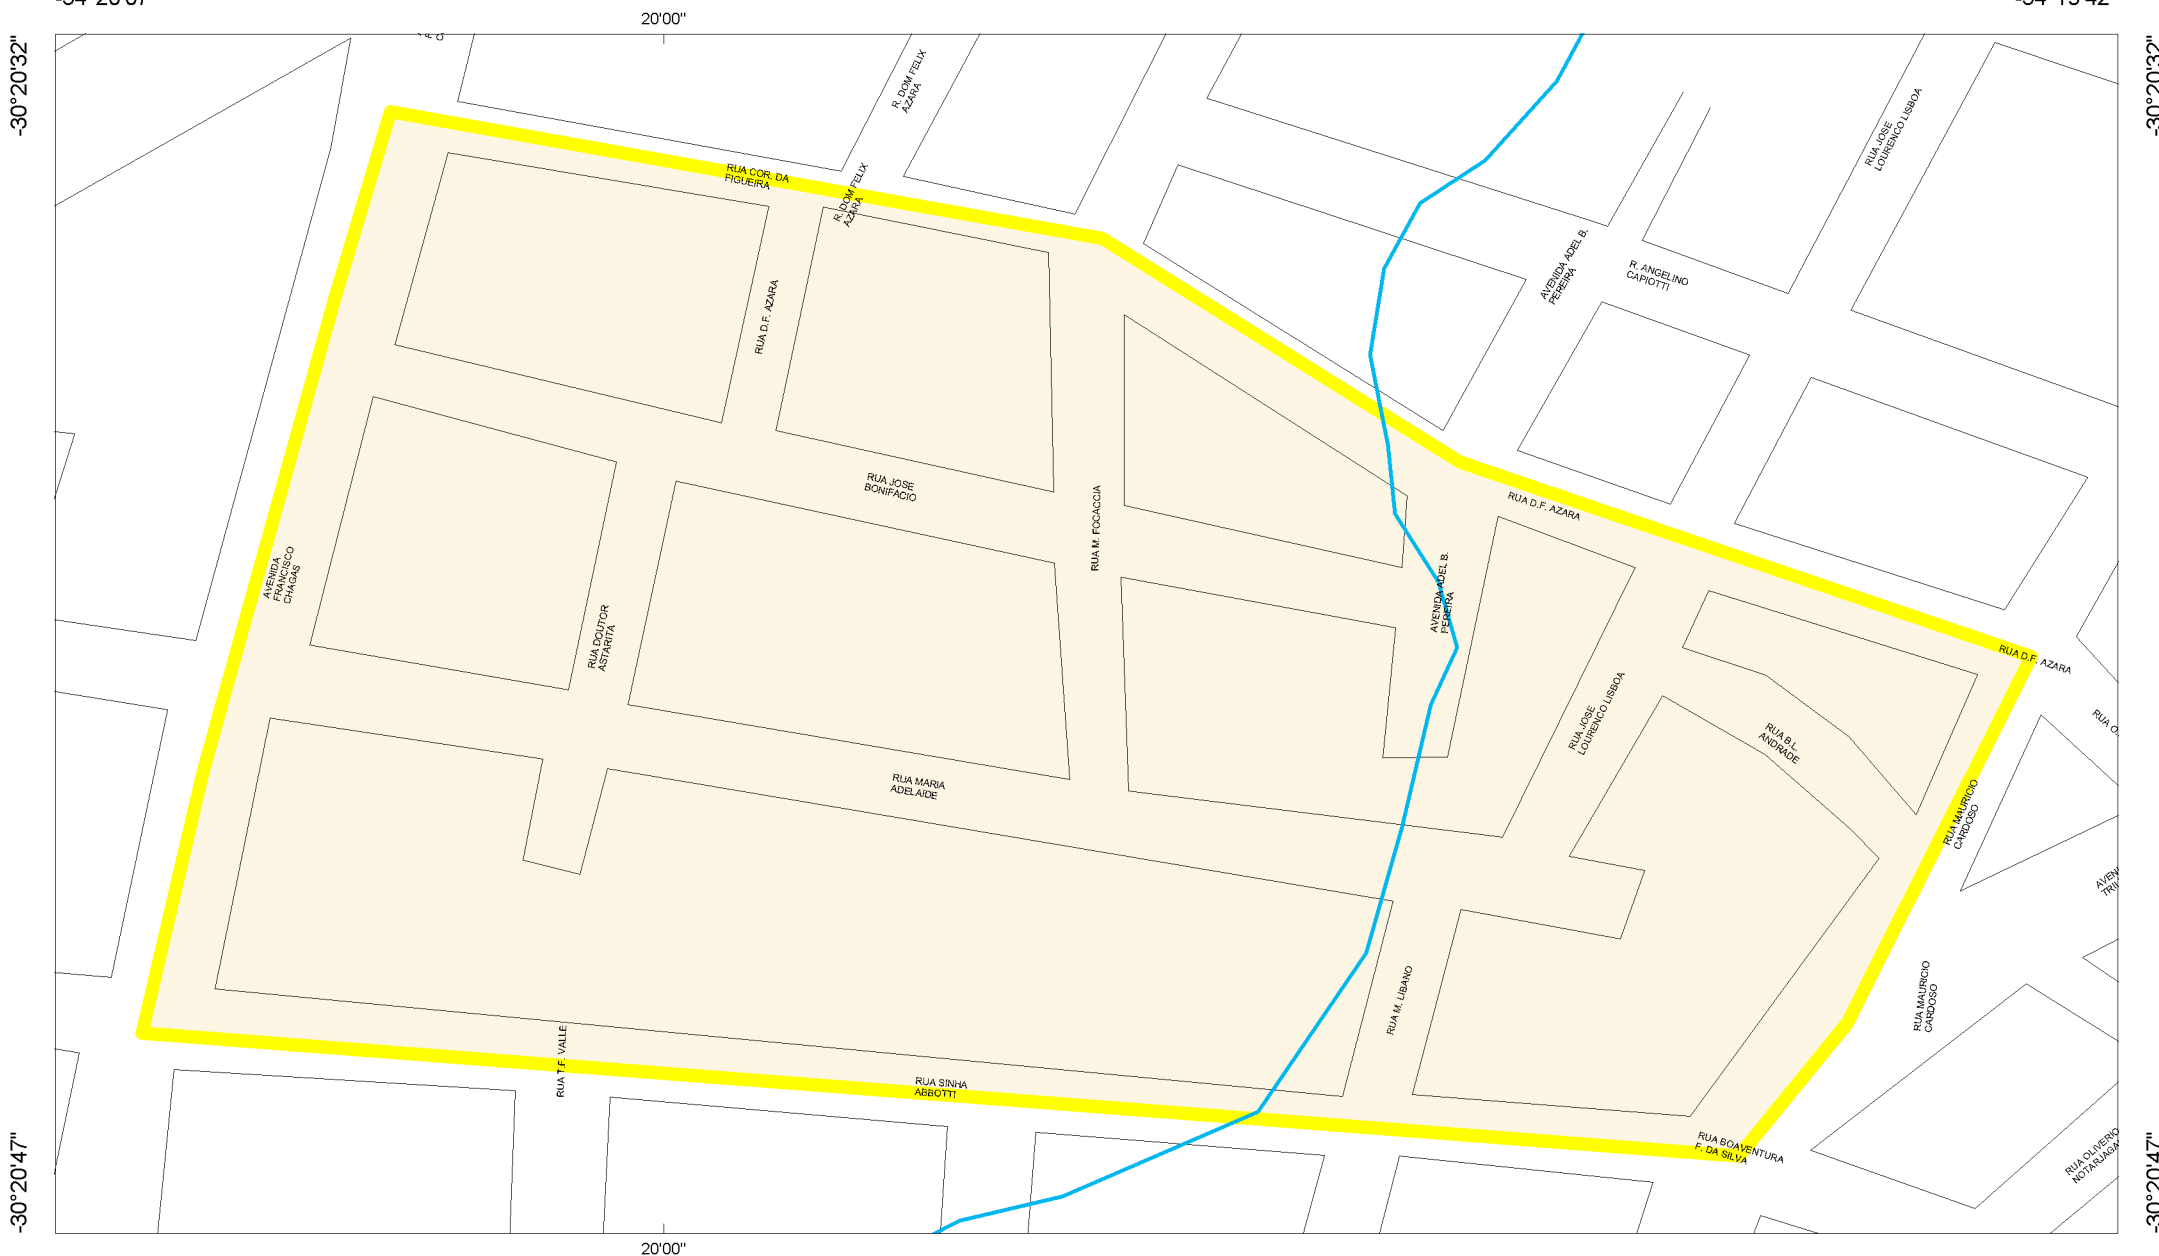 20'00"
-30°20'32"
-30°20'32"
R. DOM FELIX
AZARA
RUA JOSE
LOURENCO LISBOA
RUA COR. DA
FIGUEIRA
R. DOM FELIX
AZARA
AVENIDA ADEL B.
PEREIRA
R. ANGELINO
CAPIOTTI
RUA D.F. AZARA
RUA JOSE
BONIFACIO
RUA M. FOCACCIA
RUA D.F. AZARA
AVENIDA
FRANCISCO
CHAGAS
RUA DOUTOR
ASTARITA
AVENIDA ADEL B.
PEREIRA
RUA D.F. AZARA
RUA JOSE
LOURENCO LISBOA
RUA B.L.
ANDRADE
RUA MARIA
ADELAIDE
RUA MAURICIO
CARDOSO
RUA M. LIBANO
RUA MAURICIO
CARDOSO
RUA T.F. VALLE
RUA SINHA
ABBOTTI
RUA BOAVENTURA
F. DA SILVA
RUA OLIVERIO
-30°20'47"
-30°20'47"
20'00"